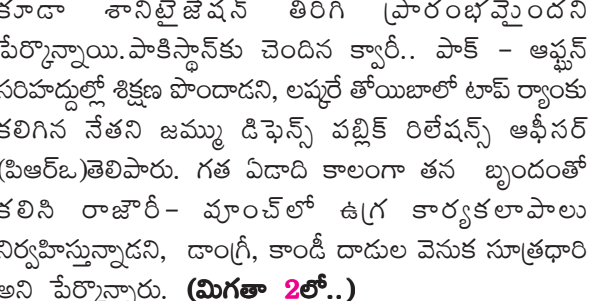 కూడా శానిటైజేషన్ తిరిగి ప్రారంభమైందని
పేర్కొన్నాయి.పాకిస్థాన్‌కు చెందిన క్వారీ.. పాక్ – ఆఫ్ఘన్
సరిహద్దుల్లో శిక్షణ పొందాడని, లష్కరే తోయిబాలో టాప్ ర్యాంకు
కలిగిన నేతని జమ్ము డిఫెన్స్ పబ్లిక్ రిలేషన్స్ ఆఫీసర్
(పిఆర్ఒ)తెలిపారు. గత ఏడాది కాలంగా తన బృందంతో
కలిసి రాజౌరీ– పూంచ్‌లో ఉగ్ర కార్యకలాపాలు
నిర్వహిస్తున్నాడని, డాంగ్రీ, కాండీ దాడుల వెనుక సూత్రధారి
అని పేర్కొన్నారు. (మిగతా 2లో..)